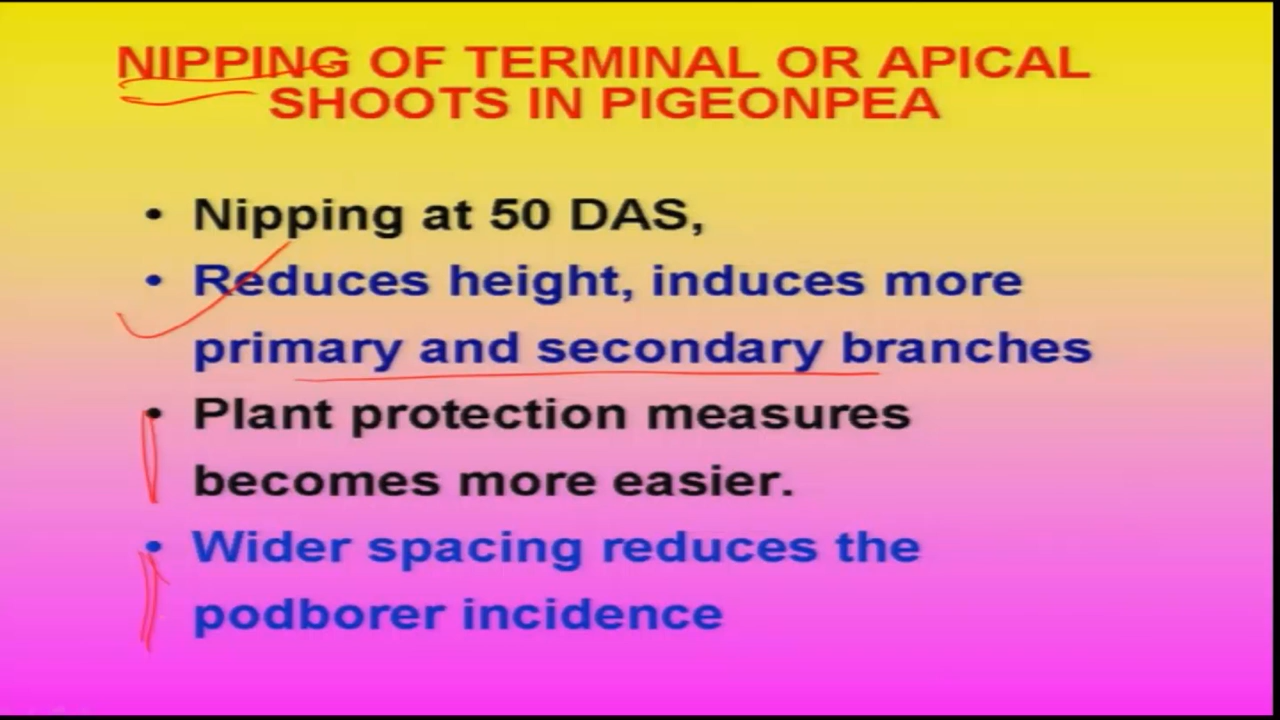 NIPPING OF TERMINAL OR APICAL
SHOOTS IN PIGEONPEA
• Nipping at 50 DAS,
• Reduces height, induces more
primary and secondary branches
• Plant protection measures
becomes more easier.
• Wider spacing reduces the
podborer incidence